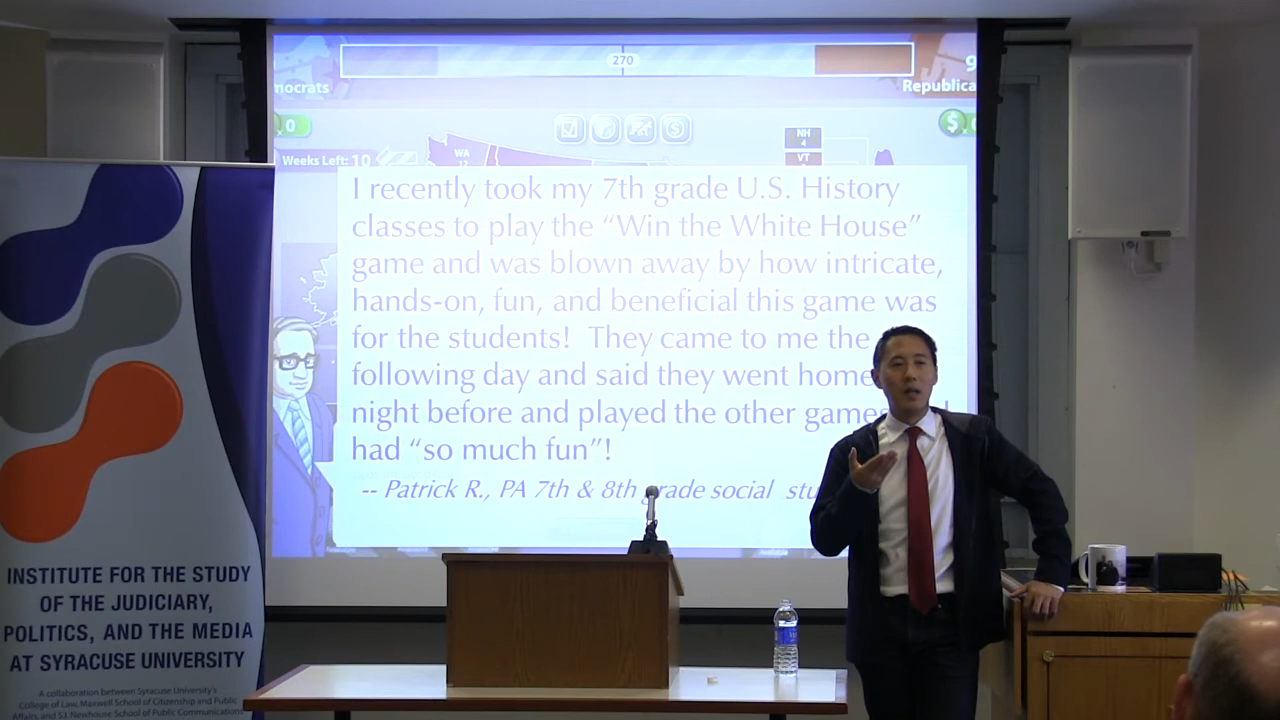 270
mocrats
Republica
0
$
Weeks Left: 10
WA
NH
4
VT
I recently took my 7th grade U.S. History
classes to play the “Win the White House”
game and was blown away by how intricate,
hands-on, fun, and beneficial this game was
for the students!  They came to me the
following day and said they went home
night before and played the other games
had “so much fun”!
-- Patrick R., PA 7th & 8th grade social stu
INSTITUTE FOR THE STUDY
OF THE JUDICIARY,
POLITICS, AND THE MEDIA
AT SYRACUSE UNIVERSITY
A collaboration between Syracuse University's
College of Law, Maxwell School of Citizenship and Public
Affairs and S.I. Newhouse School of Public Communications